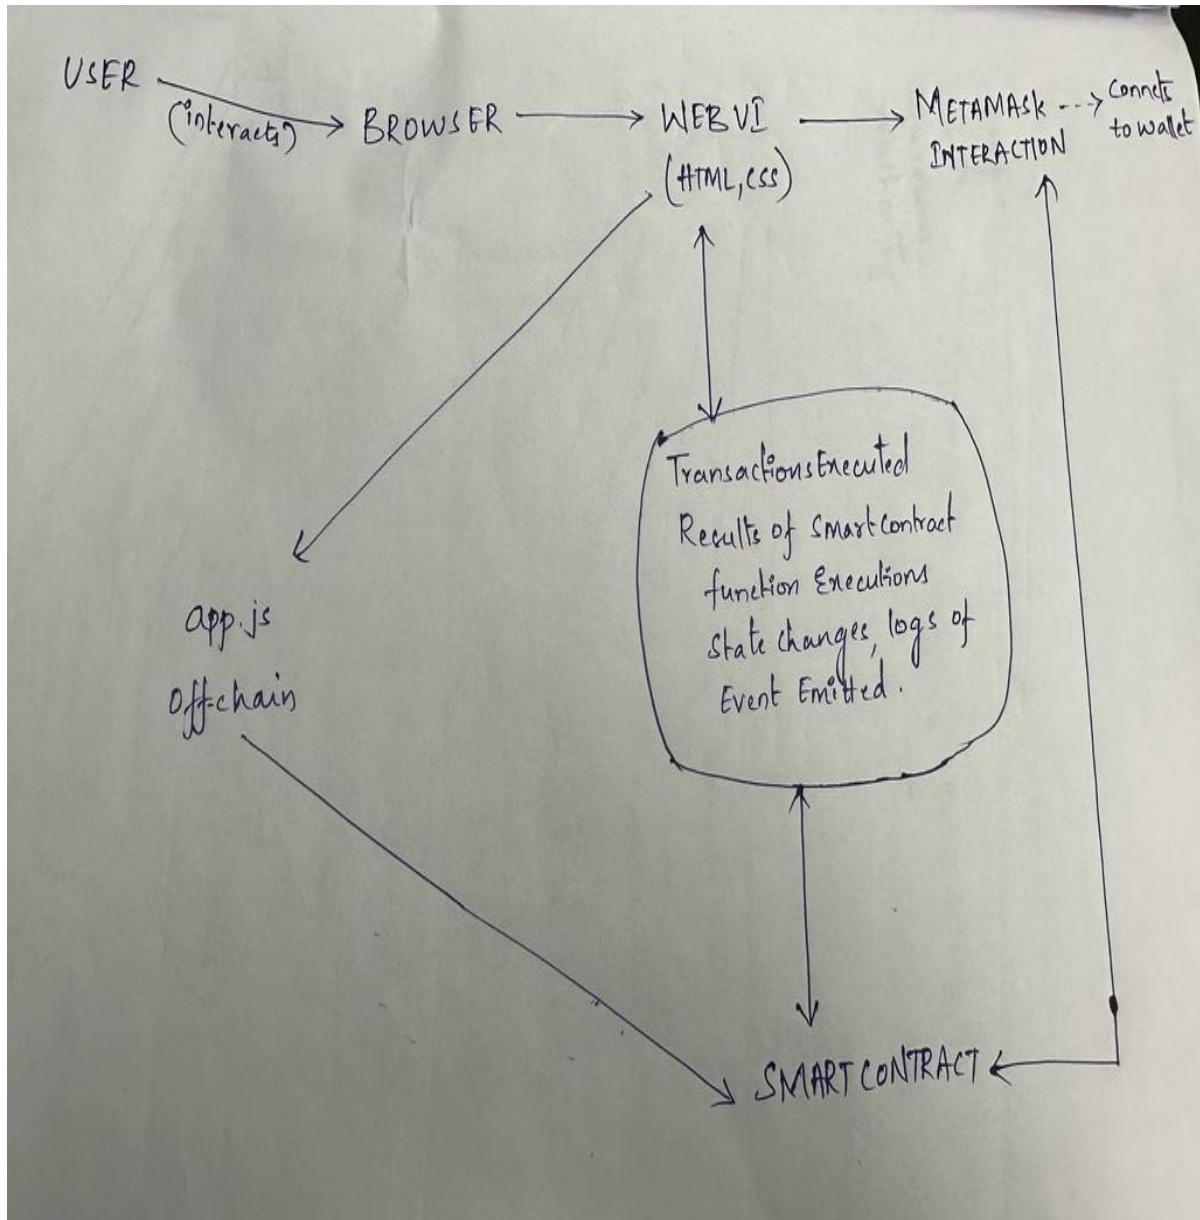 USER
(interacts)
BROWSER
WEB UI
(HTML, CSS)
METAMASK
INTERACTION
Connets
to wallet
Transactions Executed
Results of Smart Contract
function Executions
State changes, logs of
Event Emitted.
app.js
Off-chain
SMART CONTRACT